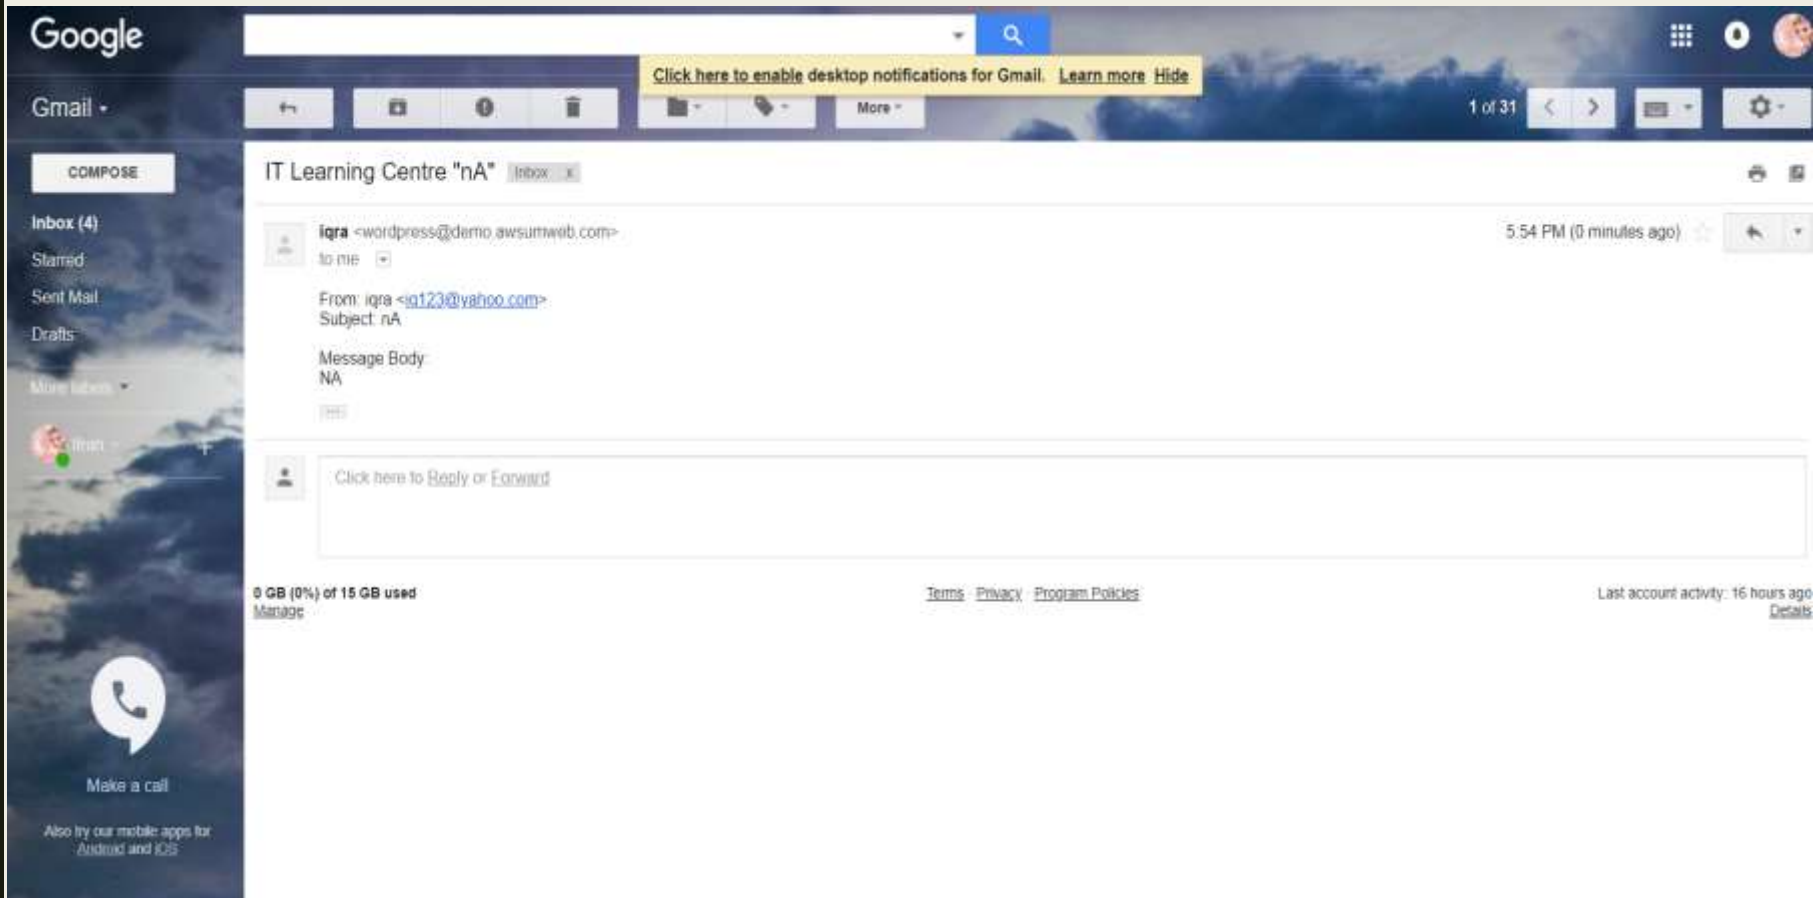 Google
Click here to enable desktop notifications for Gmail. Learn more Hide
Gmail
More
1 of 31
COMPOSE
IT Learning Centre "nA" Inbox x
Inbox (4)
Starred
Sent Mail
Drafts
More labels
iqra <wordpress@demo.awsumweb.com>
5:54 PM (0 minutes ago)
to me
From: iqra <iq123@yahoo.com>
Subject: nA
Message Body:
NA
Click here to Reply or Forward
0 GB (0%) of 15 GB used
Manage
Terms - Privacy - Program Policies
Last account activity: 16 hours ago
Details
Make a call
Also try our mobile apps for
Android and iOS